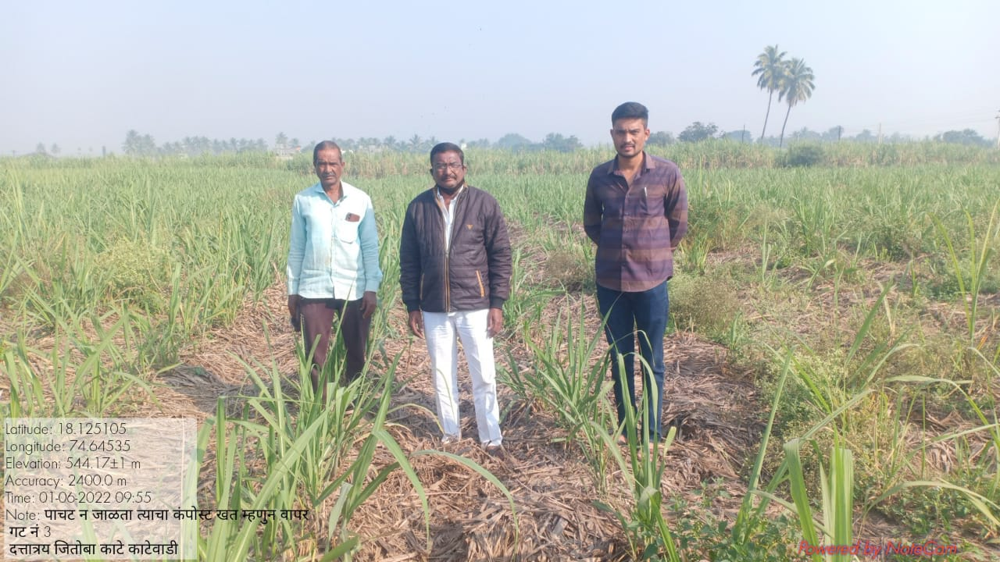 Latitude: 18.125105
Longitude: 74.64535
Elevation: 544.17±1 m
Accuracy: 2400.0 m
Time: 01-06-2022 09:55
Note: पाचट न जाळता त्याचा कंपोस्ट खत म्हणुन वापर
गट नं 3
दत्तात्रय जितोबा काटे काटेवाडी
Powered by NoteCam